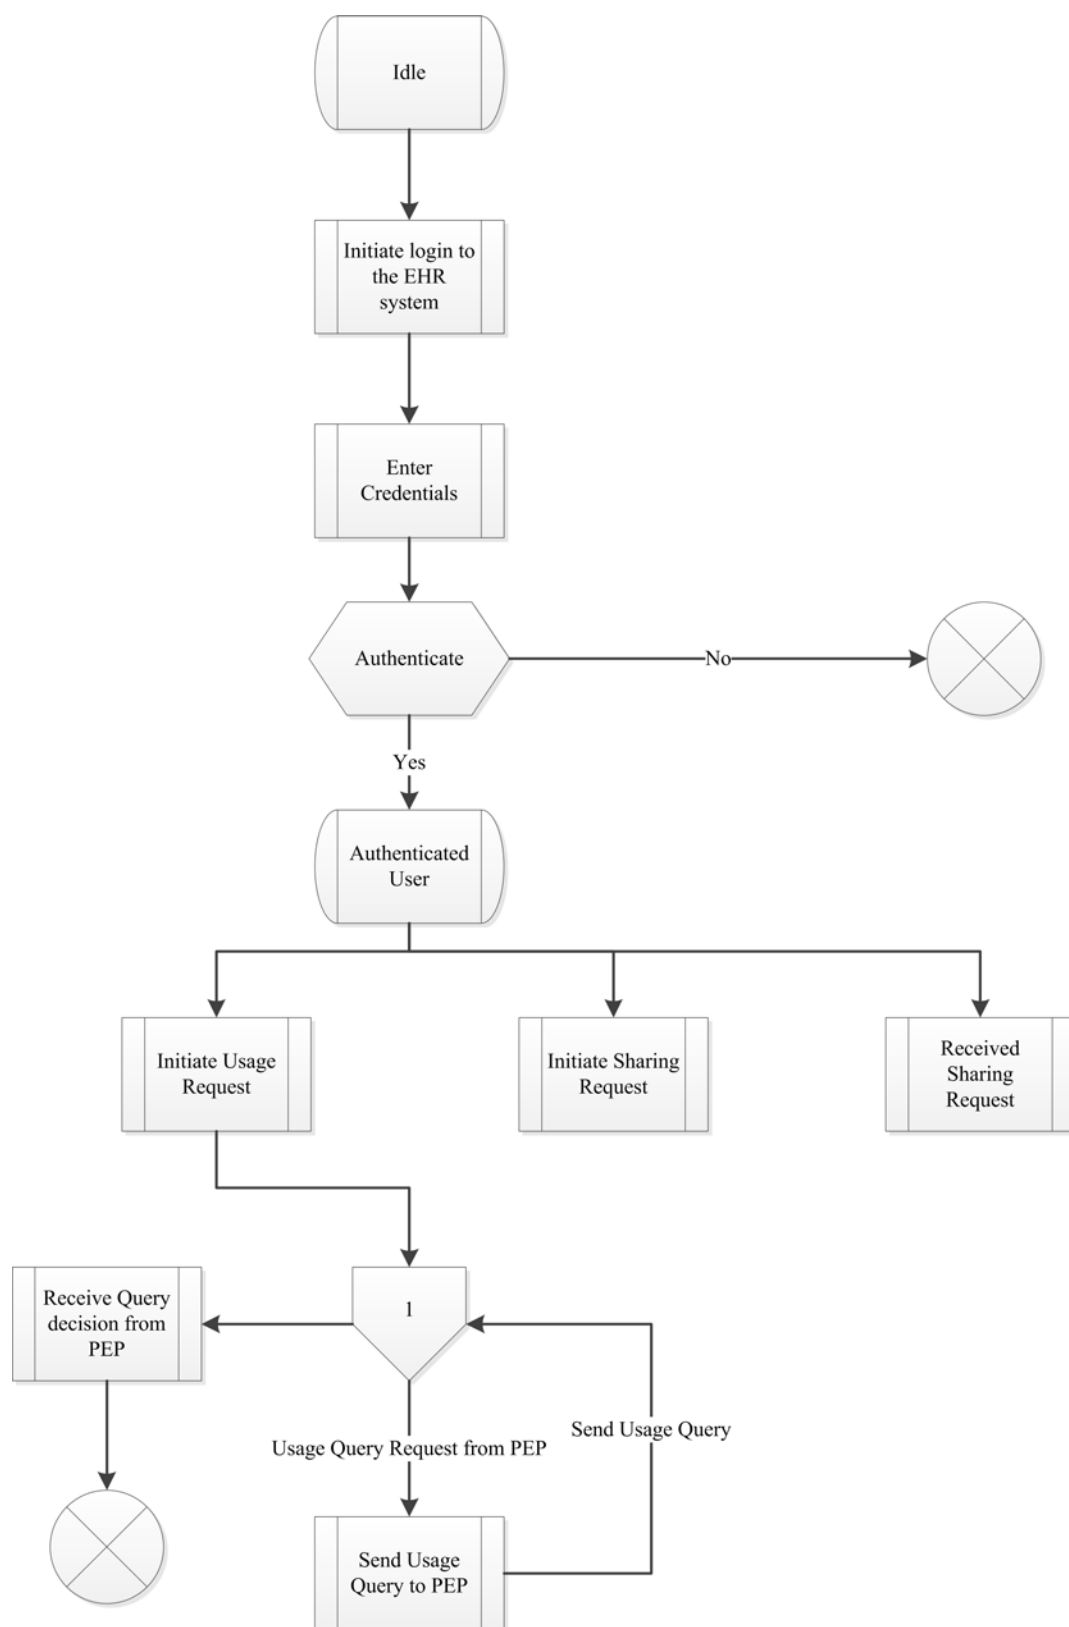 Idle
Initiate login to
the EHR
system
Enter
Credentials
Authenticate
No
Yes
Authenticated
User
Initiate Usage
Request
Initiate Sharing
Request
Received
Sharing
Request
Receive Query
decision from
PEP
1
Send Usage Query
Usage Query Request from PEP
Send Usage
Query to PEP